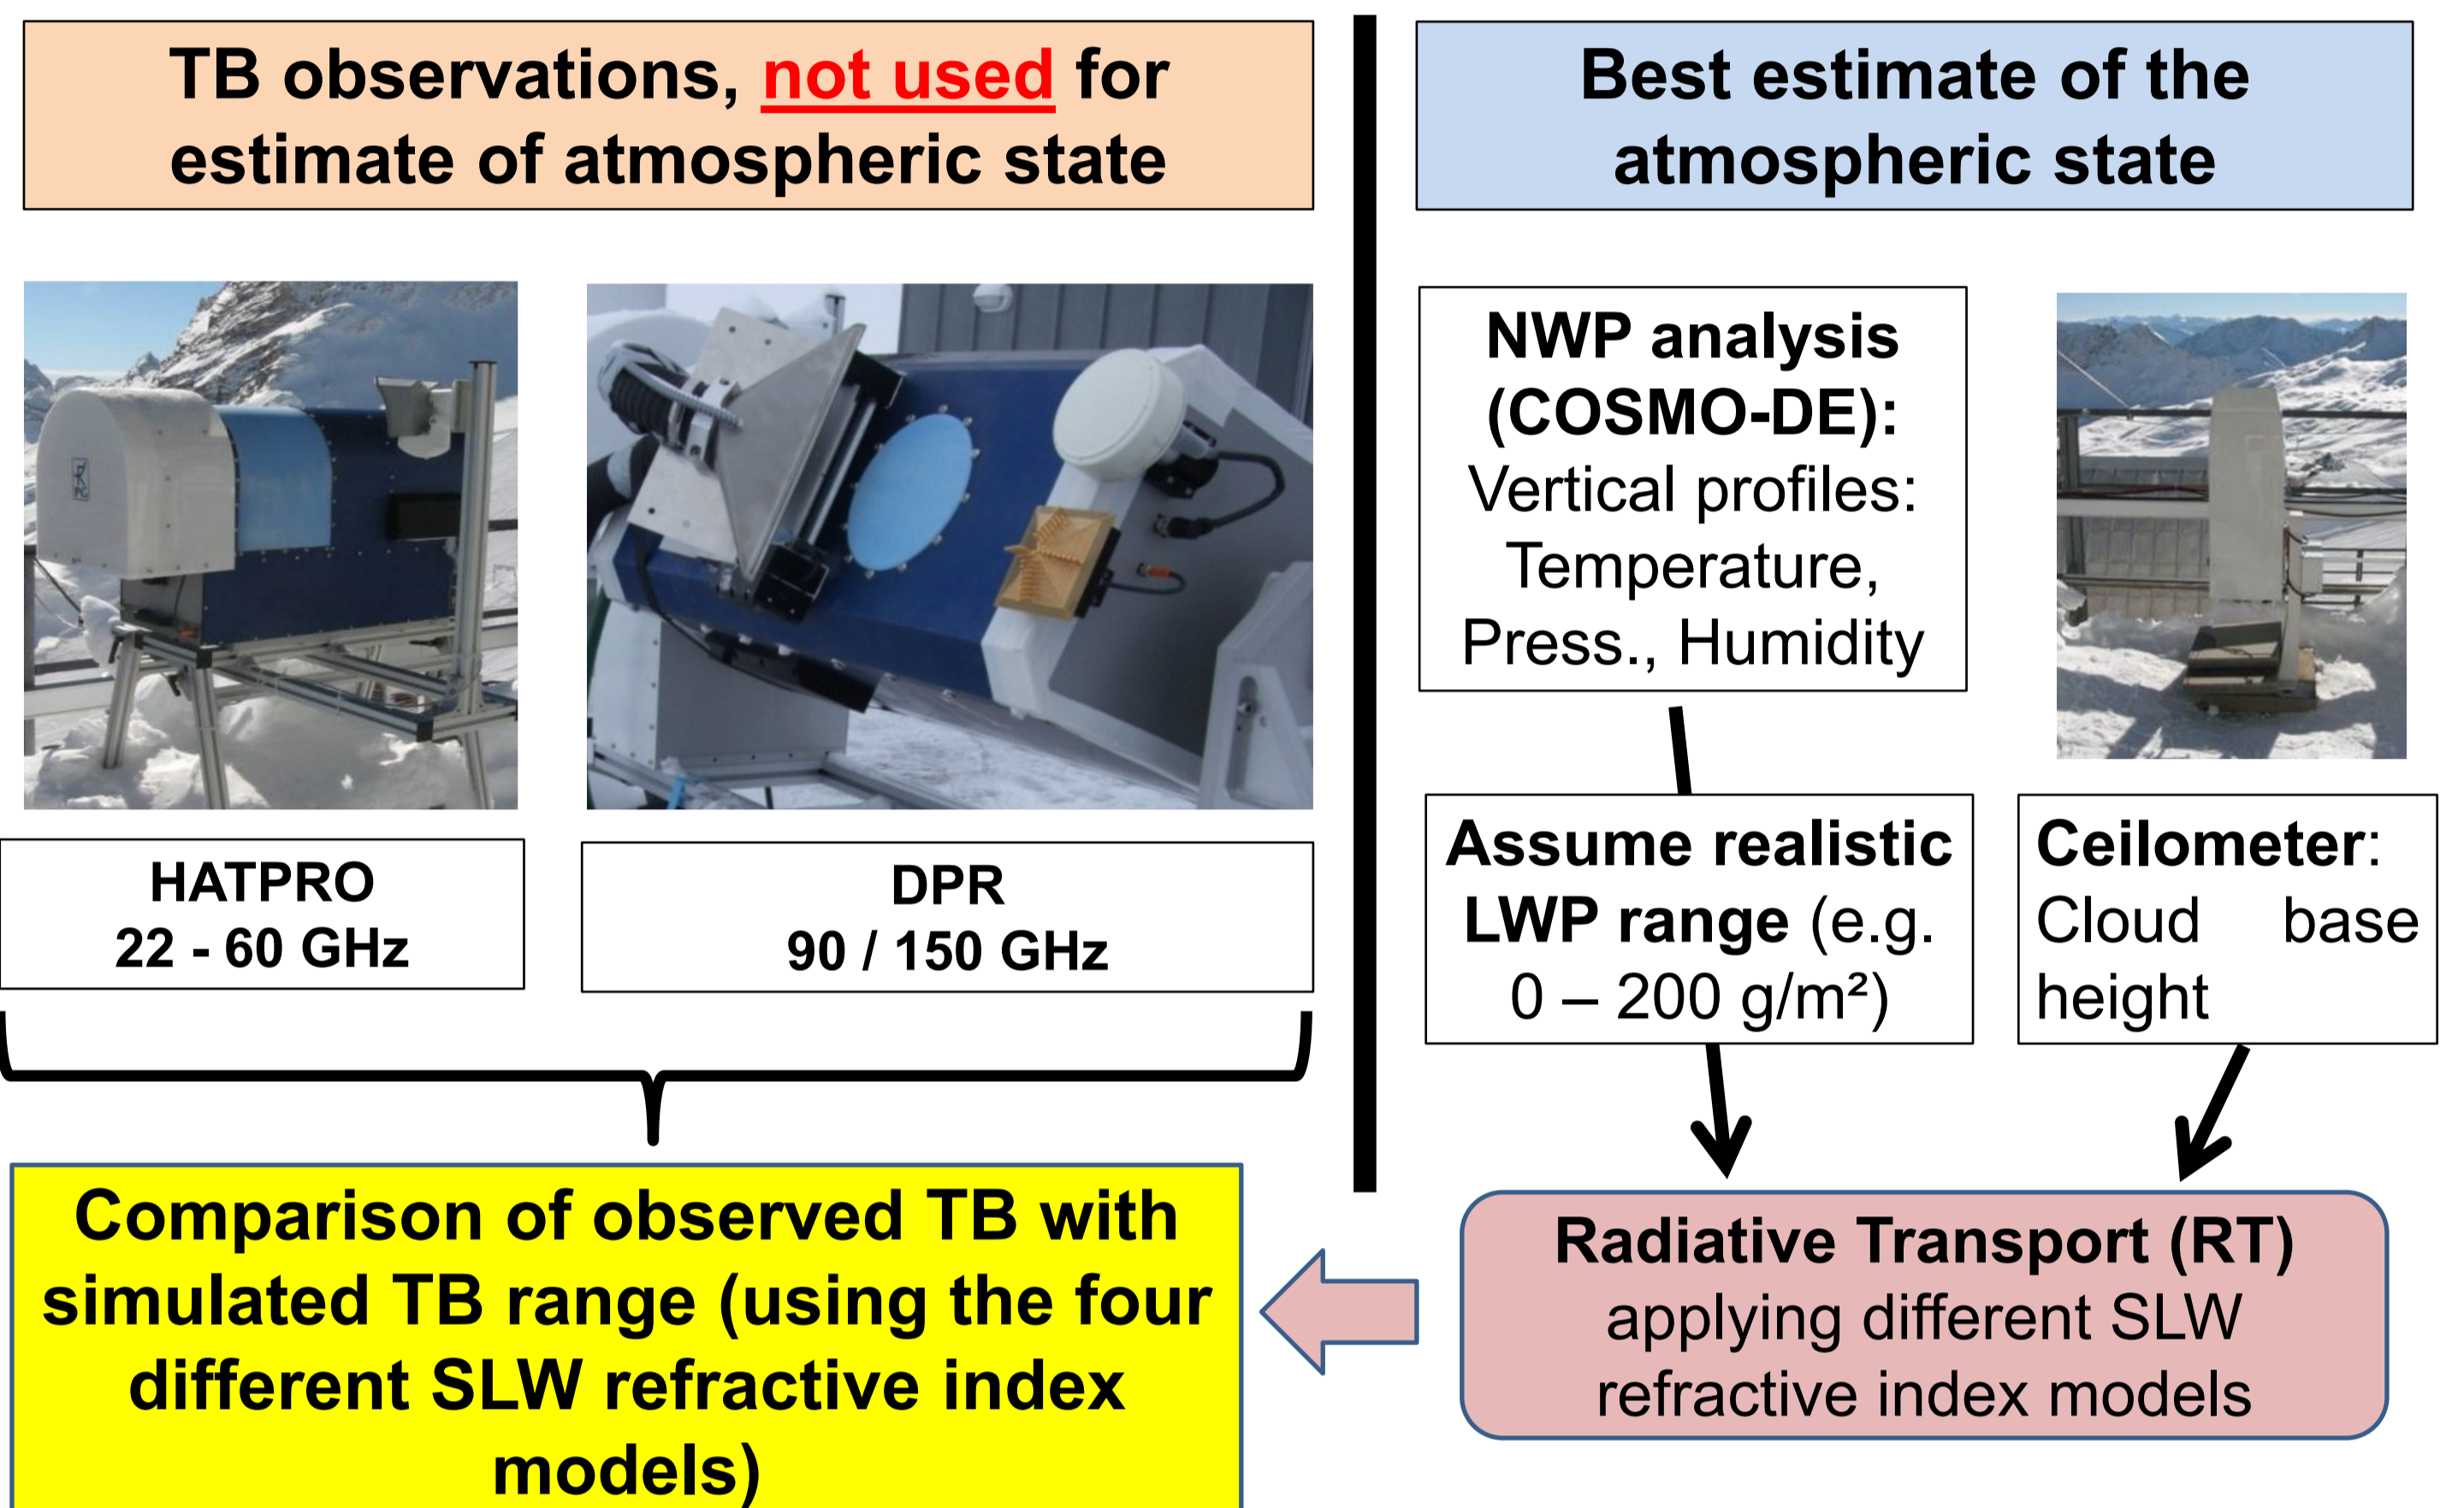 TB observations, not used for
estimate of atmospheric state
Best estimate of the
atmospheric state
NWP analysis
(COSMO-DE):
Vertical profiles:
Temperature,
Press., Humidity
HATPRO
22 - 60 GHz
DPR
90 / 150 GHz
Assume realistic
LWP range (e.g.
0 – 200 g/m²)
Ceilometer:
Cloud base
height
Comparison of observed TB with
simulated TB range (using the four
different SLW refractive index
models)
Radiative Transport (RT)
applying different SLW
refractive index models